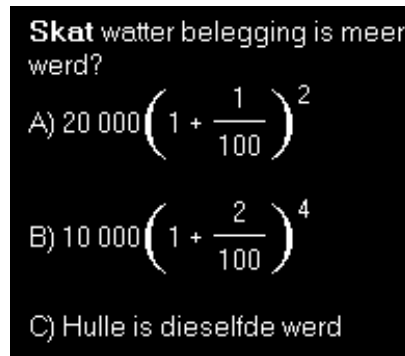 Skat watter belegging is meer
werd?
A) 20 000(1 + 1/100)^2
B) 10 000(1 + 2/100)^4
C) Hulle is dieselfde werd